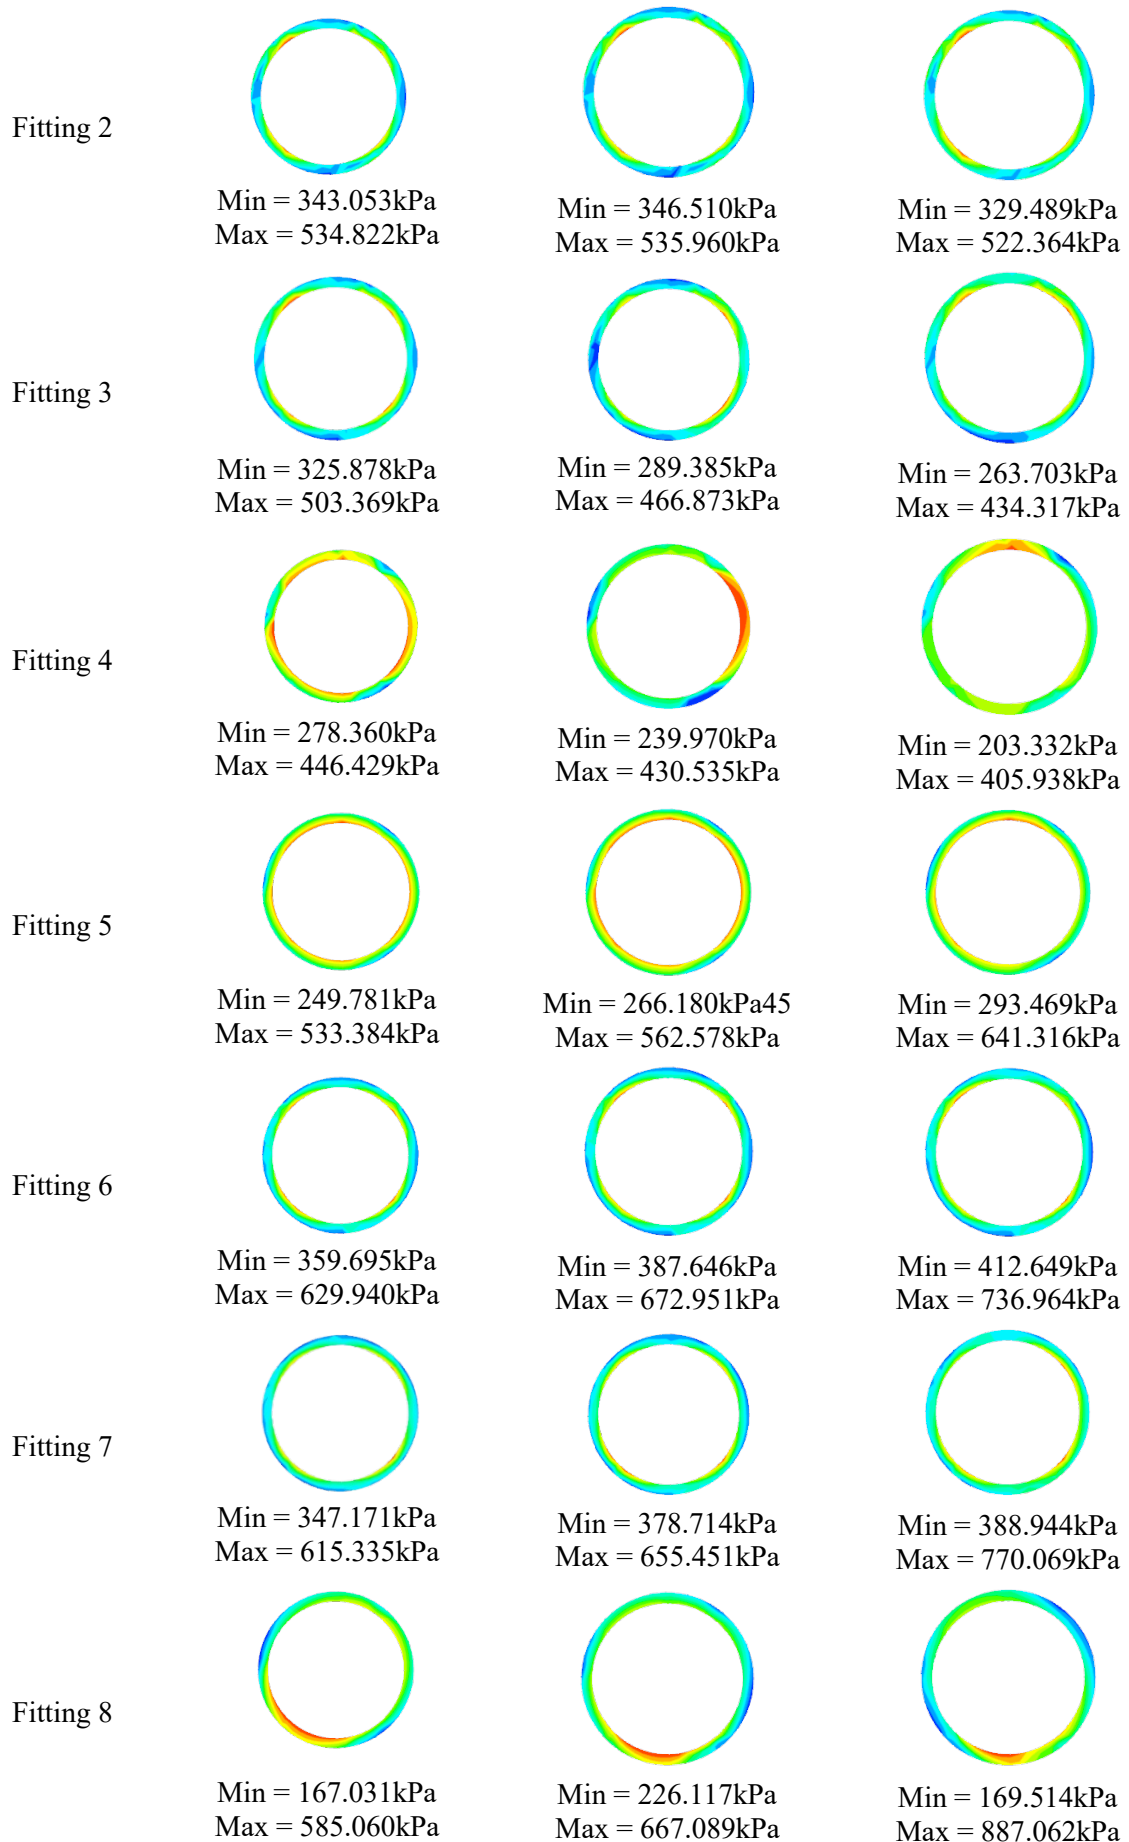 Fitting 2
Min = 343.053kPa
Max = 534.822kPa
Min = 346.510kPa
Max = 535.960kPa
Min = 329.489kPa
Max = 522.364kPa
Fitting 3
Min = 325.878kPa
Max = 503.369kPa
Min = 289.385kPa
Max = 466.873kPa
Min = 263.703kPa
Max = 434.317kPa
Fitting 4
Min = 278.360kPa
Max = 446.429kPa
Min = 239.970kPa
Max = 430.535kPa
Min = 203.332kPa
Max = 405.938kPa
Fitting 5
Min = 249.781kPa
Max = 533.384kPa
Min = 266.180kPa45
Max = 562.578kPa
Min = 293.469kPa
Max = 641.316kPa
Fitting 6
Min = 359.695kPa
Max = 629.940kPa
Min = 387.646kPa
Max = 672.951kPa
Min = 412.649kPa
Max = 736.964kPa
Fitting 7
Min = 347.171kPa
Max = 615.335kPa
Min = 378.714kPa
Max = 655.451kPa
Min = 388.944kPa
Max = 770.069kPa
Fitting 8
Min = 167.031kPa
Max = 585.060kPa
Min = 226.117kPa
Max = 667.089kPa
Min = 169.514kPa
Max = 887.062kPa